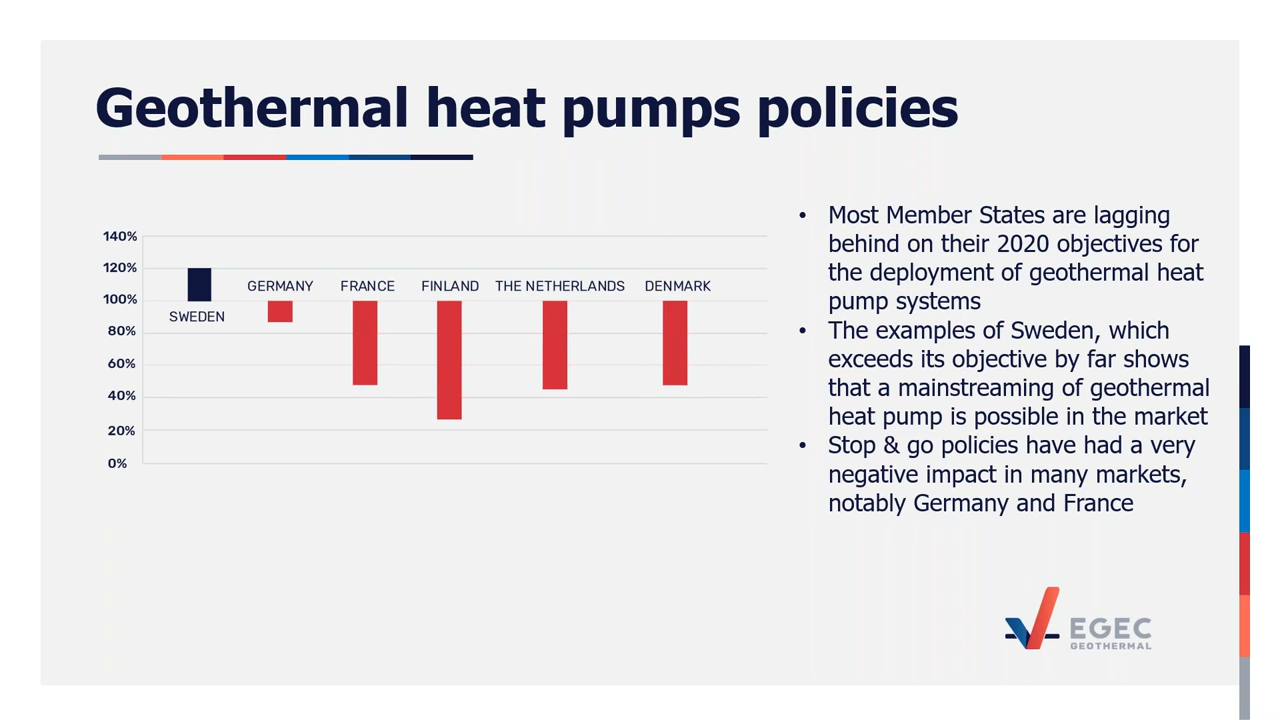 Geothermal heat pumps policies
140%
120%
100%
80%
60%
40%
20%
0%
SWEDEN
GERMANY
FRANCE
FINLAND
THE NETHERLANDS
DENMARK
• Most Member States are lagging
behind on their 2020 objectives for
the deployment of geothermal heat
pump systems
• The examples of Sweden, which
exceeds its objective by far shows
that a mainstreaming of geothermal
heat pump is possible in the market
• Stop & go policies have had a very
negative impact in many markets,
notably Germany and France
EGEC
GEOTHERMAL